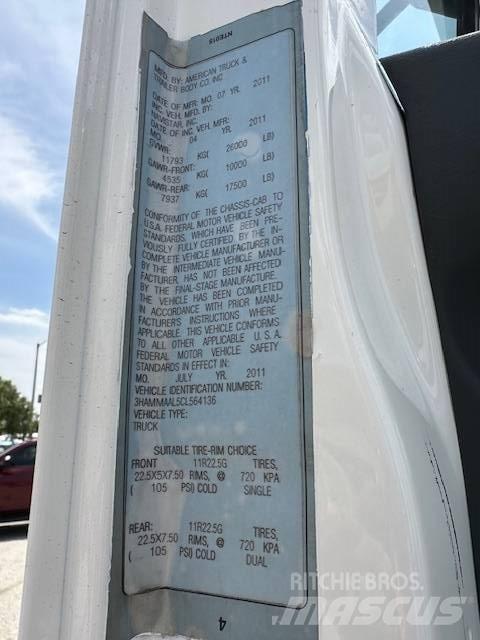 NTE915
MFD. BY: AMERICAN TRUCK &
TRAILER BODY CO. INC
DATE OF MFR: MO. 07 YR. 2011
INC. VEH. MFD. BY:
NAVISTAR, INC.
DATE OF INC. VEH. MFR:
MO. 04 YR. 2011
GVWR:
11793 KG( 26000 LB)
GAWR-FRONT:
4535 KG( 10000 LB)
GAWR-REAR:
7937 KG( 17500 LB)
CONFORMITY OF THE CHASSIS-CAB TO
U.S.A. FEDERAL MOTOR VEHICLE SAFETY
STANDARDS, WHICH HAVE BEEN PRE-
VIOUSLY FULLY CERTIFIED BY THE IN-
COMPLETE VEHICLE MANUFACTURER OR
BY THE INTERMEDIATE VEHICLE MANU-
FACTURER, HAS NOT BEEN AFFECTED
BY THE FINAL-STAGE MANUFACTURE.
THE VEHICLE HAS BEEN COMPLETED
IN ACCORDANCE WITH PRIOR MANU-
FACTURER'S INSTRUCTIONS WHERE
APPLICABLE. THIS VEHICLE CONFORMS
TO ALL OTHER APPLICABLE U.S.A.
FEDERAL MOTOR VEHICLE SAFETY
STANDARDS IN EFFECT IN:
MO. JULY YR. 2011
VEHICLE IDENTIFICATION NUMBER:
3HAMMAAL5CL564136
VEHICLE TYPE:
TRUCK
SUITABLE TIRE-RIM CHOICE
FRONT 11R22.5G TIRES,
22.5X5X7.50 RIMS, @ 720 KPA
( 105 PSI) COLD SINGLE
REAR: 11R22.5G TIRES,
22.5X7.50 RIMS, @ 720 KPA
( 105 PSI) COLD DUAL
4
RITCHIE BROS.
MASCUS